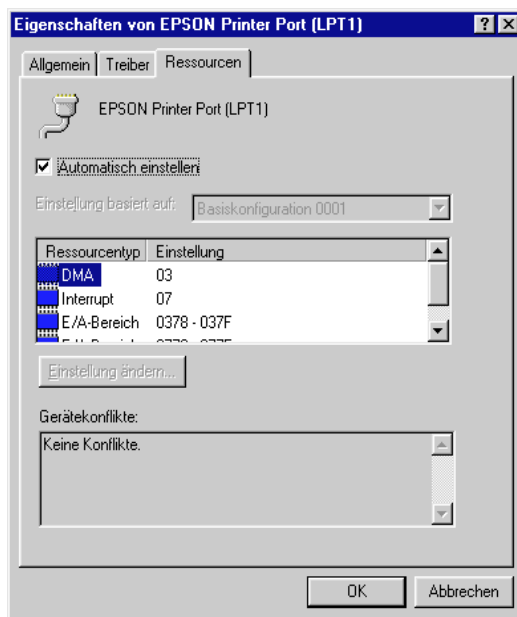 Eigenschaften von EPSON Printer Port (LPT1)
Allgemein Treiber Ressourcen
EPSON Printer Port (LPT1)
Automatisch einstellen
Einstellung basiert auf: Basiskonfiguration 0001
Ressourcentyp Einstellung
DMA 03
Interrupt 07
E/A-Bereich 0378 - 037F
Einstellung ändern...
Gerätekonflikte:
Keine Konflikte.
OK Abbrechen